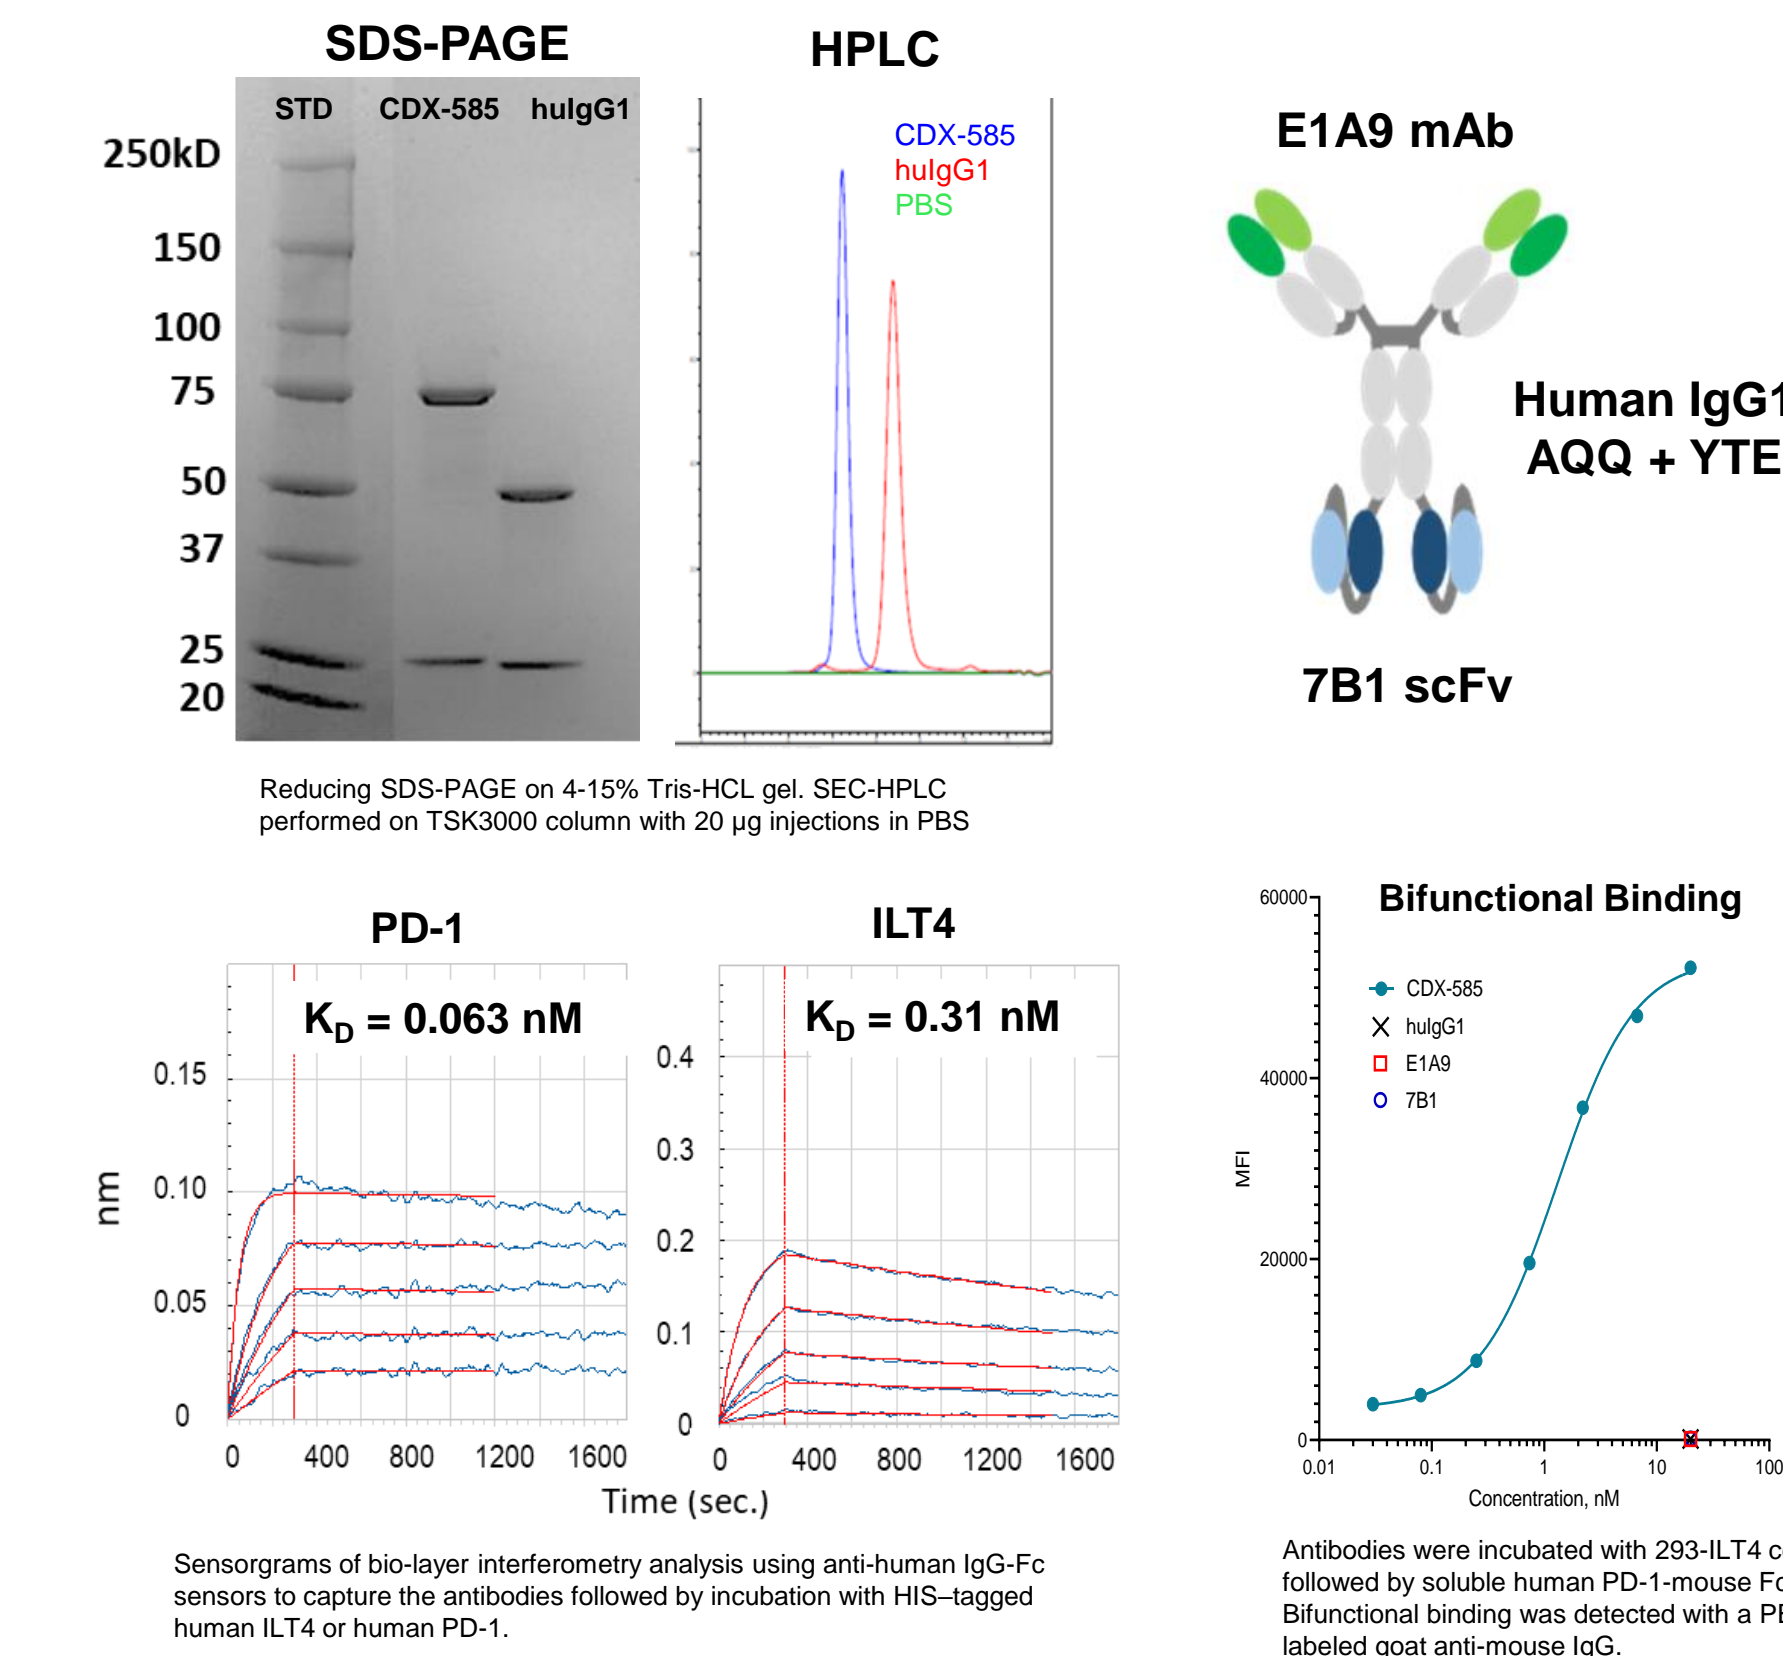 SDS-PAGE
STD CDX-585 huIgG1
250kD
150
100
75
50
37
25
20
HPLC
CDX-585
huIgG1
PBS
Reducing SDS-PAGE on 4-15% Tris-HCL gel. SEC-HPLC
performed on TSK3000 column with 20 µg injections in PBS
E1A9 mAb
Human IgG1
AQQ + YTE
7B1 scFv
PD-1
KD = 0.063 nM
0.15
0.10
0.05
0
nm
0 400 800 1200 1600
ILT4
KD = 0.31 nM
0.4
0.3
0.2
0.1
0
0 400 800 1200 1600
Time (sec.)
Sensorgrams of bio-layer interferometry analysis using anti-human IgG-Fc
sensors to capture the antibodies followed by incubation with HIS–tagged
human ILT4 or human PD-1.
Bifunctional Binding
60000
40000
20000
0
MFI
CDX-585
huIgG1
E1A9
7B1
0.01 0.1 1 10 100
Concentration, nM
Antibodies were incubated with 293-ILT4
followed by soluble human PD-1-mouse
Bifunctional binding was detected with a
labeled goat anti-mouse IgG.